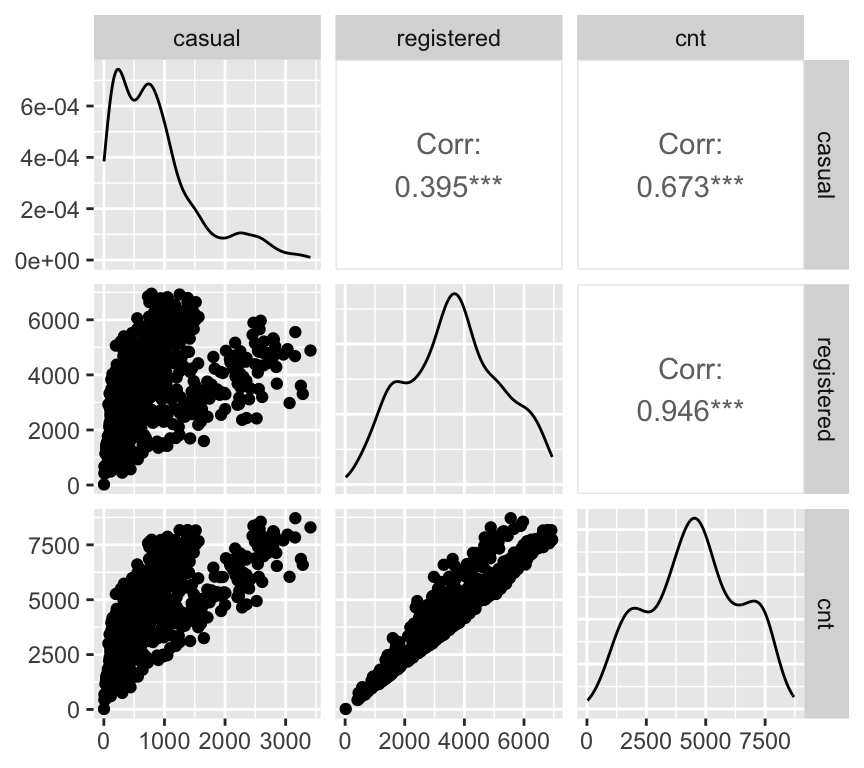 casual registered cnt
6e-04
4e-04
2e-04
0e+00
Corr:
0.395***
Corr:
0.673***
casual
6000
4000
2000
0
Corr:
0.946***
registered
7500
5000
2500
0
cnt
0 1000 2000 3000 0 2000 4000 6000 0 2500 5000 7500